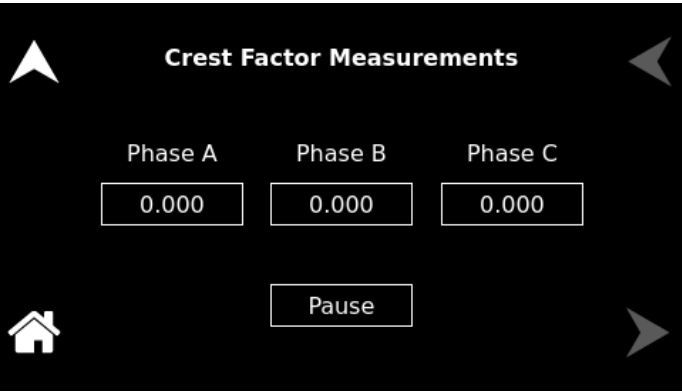 Crest Factor Measurements
Phase A Phase B Phase C
0.000 0.000 0.000
Pause